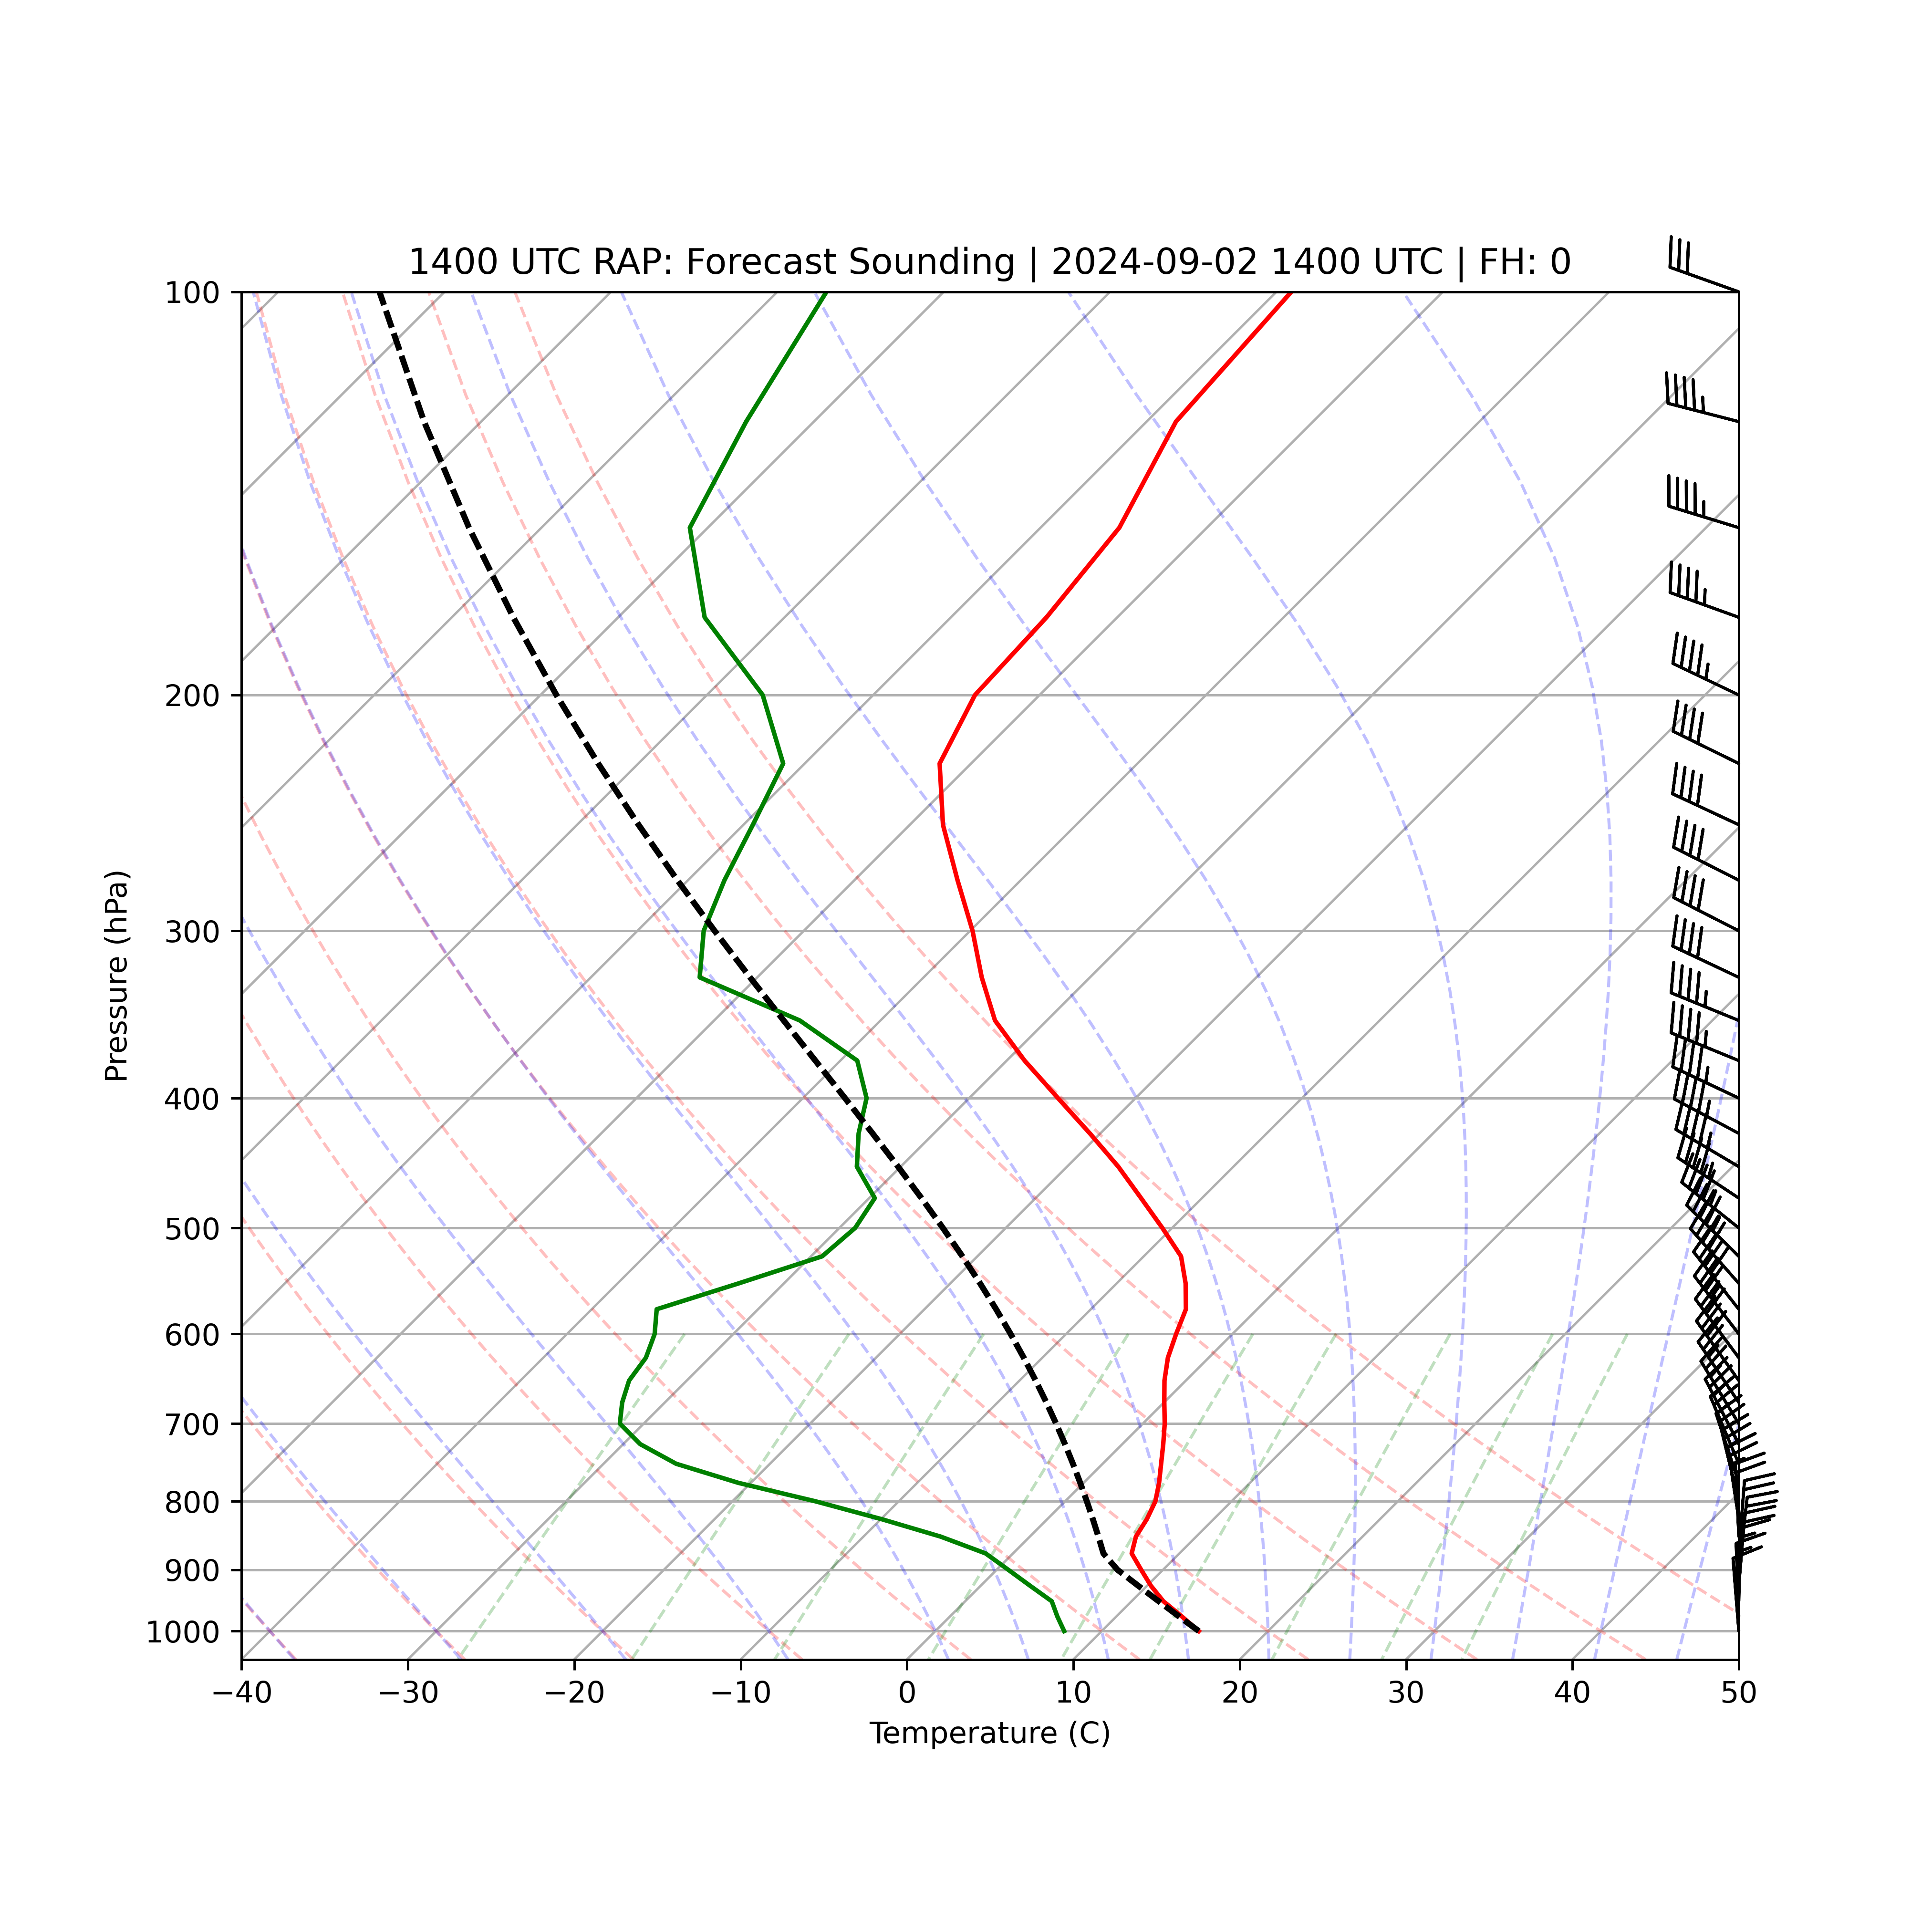 1400 UTC RAP: Forecast Sounding | 2024-09-02 1400 UTC | FH: 0
100
200
300
400
500
600
700
800
900
1000
Pressure (hPa)
−40 −30 −20 −10 0 10 20 30 40 50
Temperature (C)